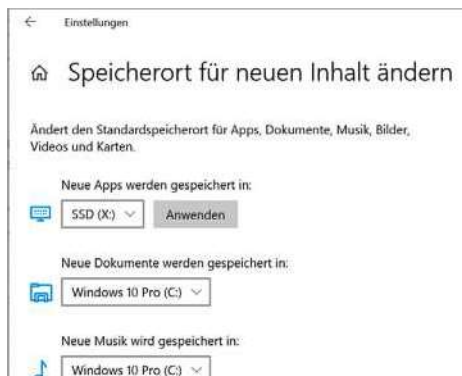 Einstellungen
Speicherort für neuen Inhalt ändern
Ändert den Standardspeicherort für Apps, Dokumente, Musik, Bilder,
Videos und Karten.
Neue Apps werden gespeichert in:
SSD (X:) Anwenden
Neue Dokumente werden gespeichert in:
Windows 10 Pro (C:)
Neue Musik wird gespeichert in:
Windows 10 Pro (C:)